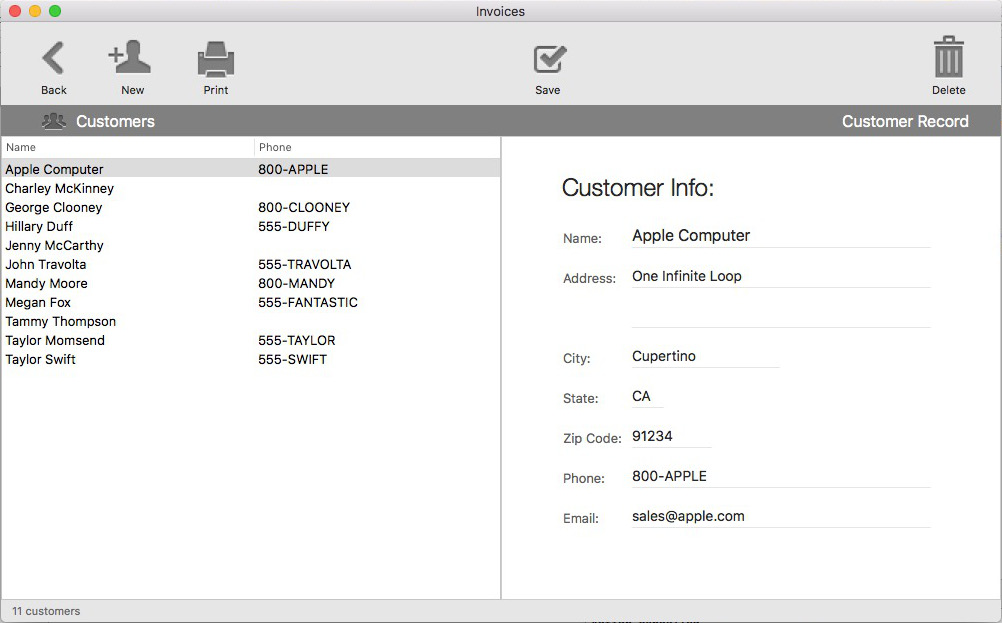 Invoices
Back New Print Save Delete
Customers Customer Record
Name Phone
Apple Computer 800-APPLE
Charley McKinney
George Clooney 800-CLOONEY
Hillary Duff 555-DUFFY
Jenny McCarthy
John Travolta 555-TRAVOLTA
Mandy Moore 800-MANDY
Megan Fox 555-FANTASTIC
Tammy Thompson
Taylor Momsend 555-TAYLOR
Taylor Swift 555-SWIFT
Customer Info:
Name: Apple Computer
Address: One Infinite Loop
City: Cupertino
State: CA
Zip Code: 91234
Phone: 800-APPLE
Email: sales@apple.com
11 customers